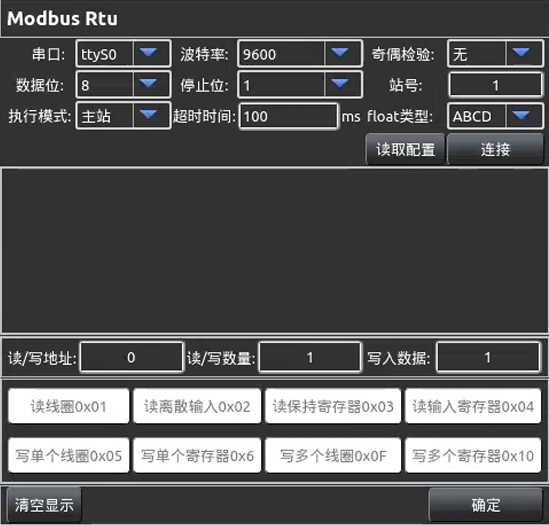 Modbus Rtu
串口: ttyS0 波特率: 9600 奇偶检验: 无
数据位: 8 停止位: 1 站号: 1
执行模式: 主站 超时时间: 100 ms float类型: ABCD
读取配置 连接
读/写地址: 0 读/写数量: 1 写入数据: 1
读线圈0x01 读离散输入0x02 读保持寄存器0x03 读输入寄存器0x04
写单个线圈0x05 写单个寄存器0x6 写多个线圈0x0F 写多个寄存器0x10
清空显示 确定